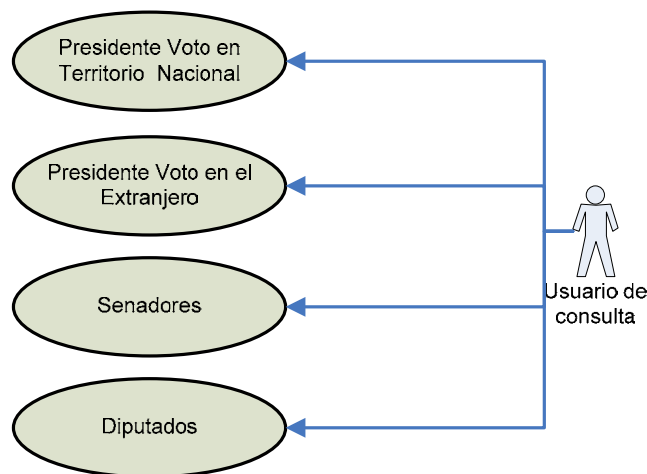 Presidente Voto en
Territorio Nacional
Presidente Voto en el
Extranjero
Senadores
Diputados
Usuario de
consulta